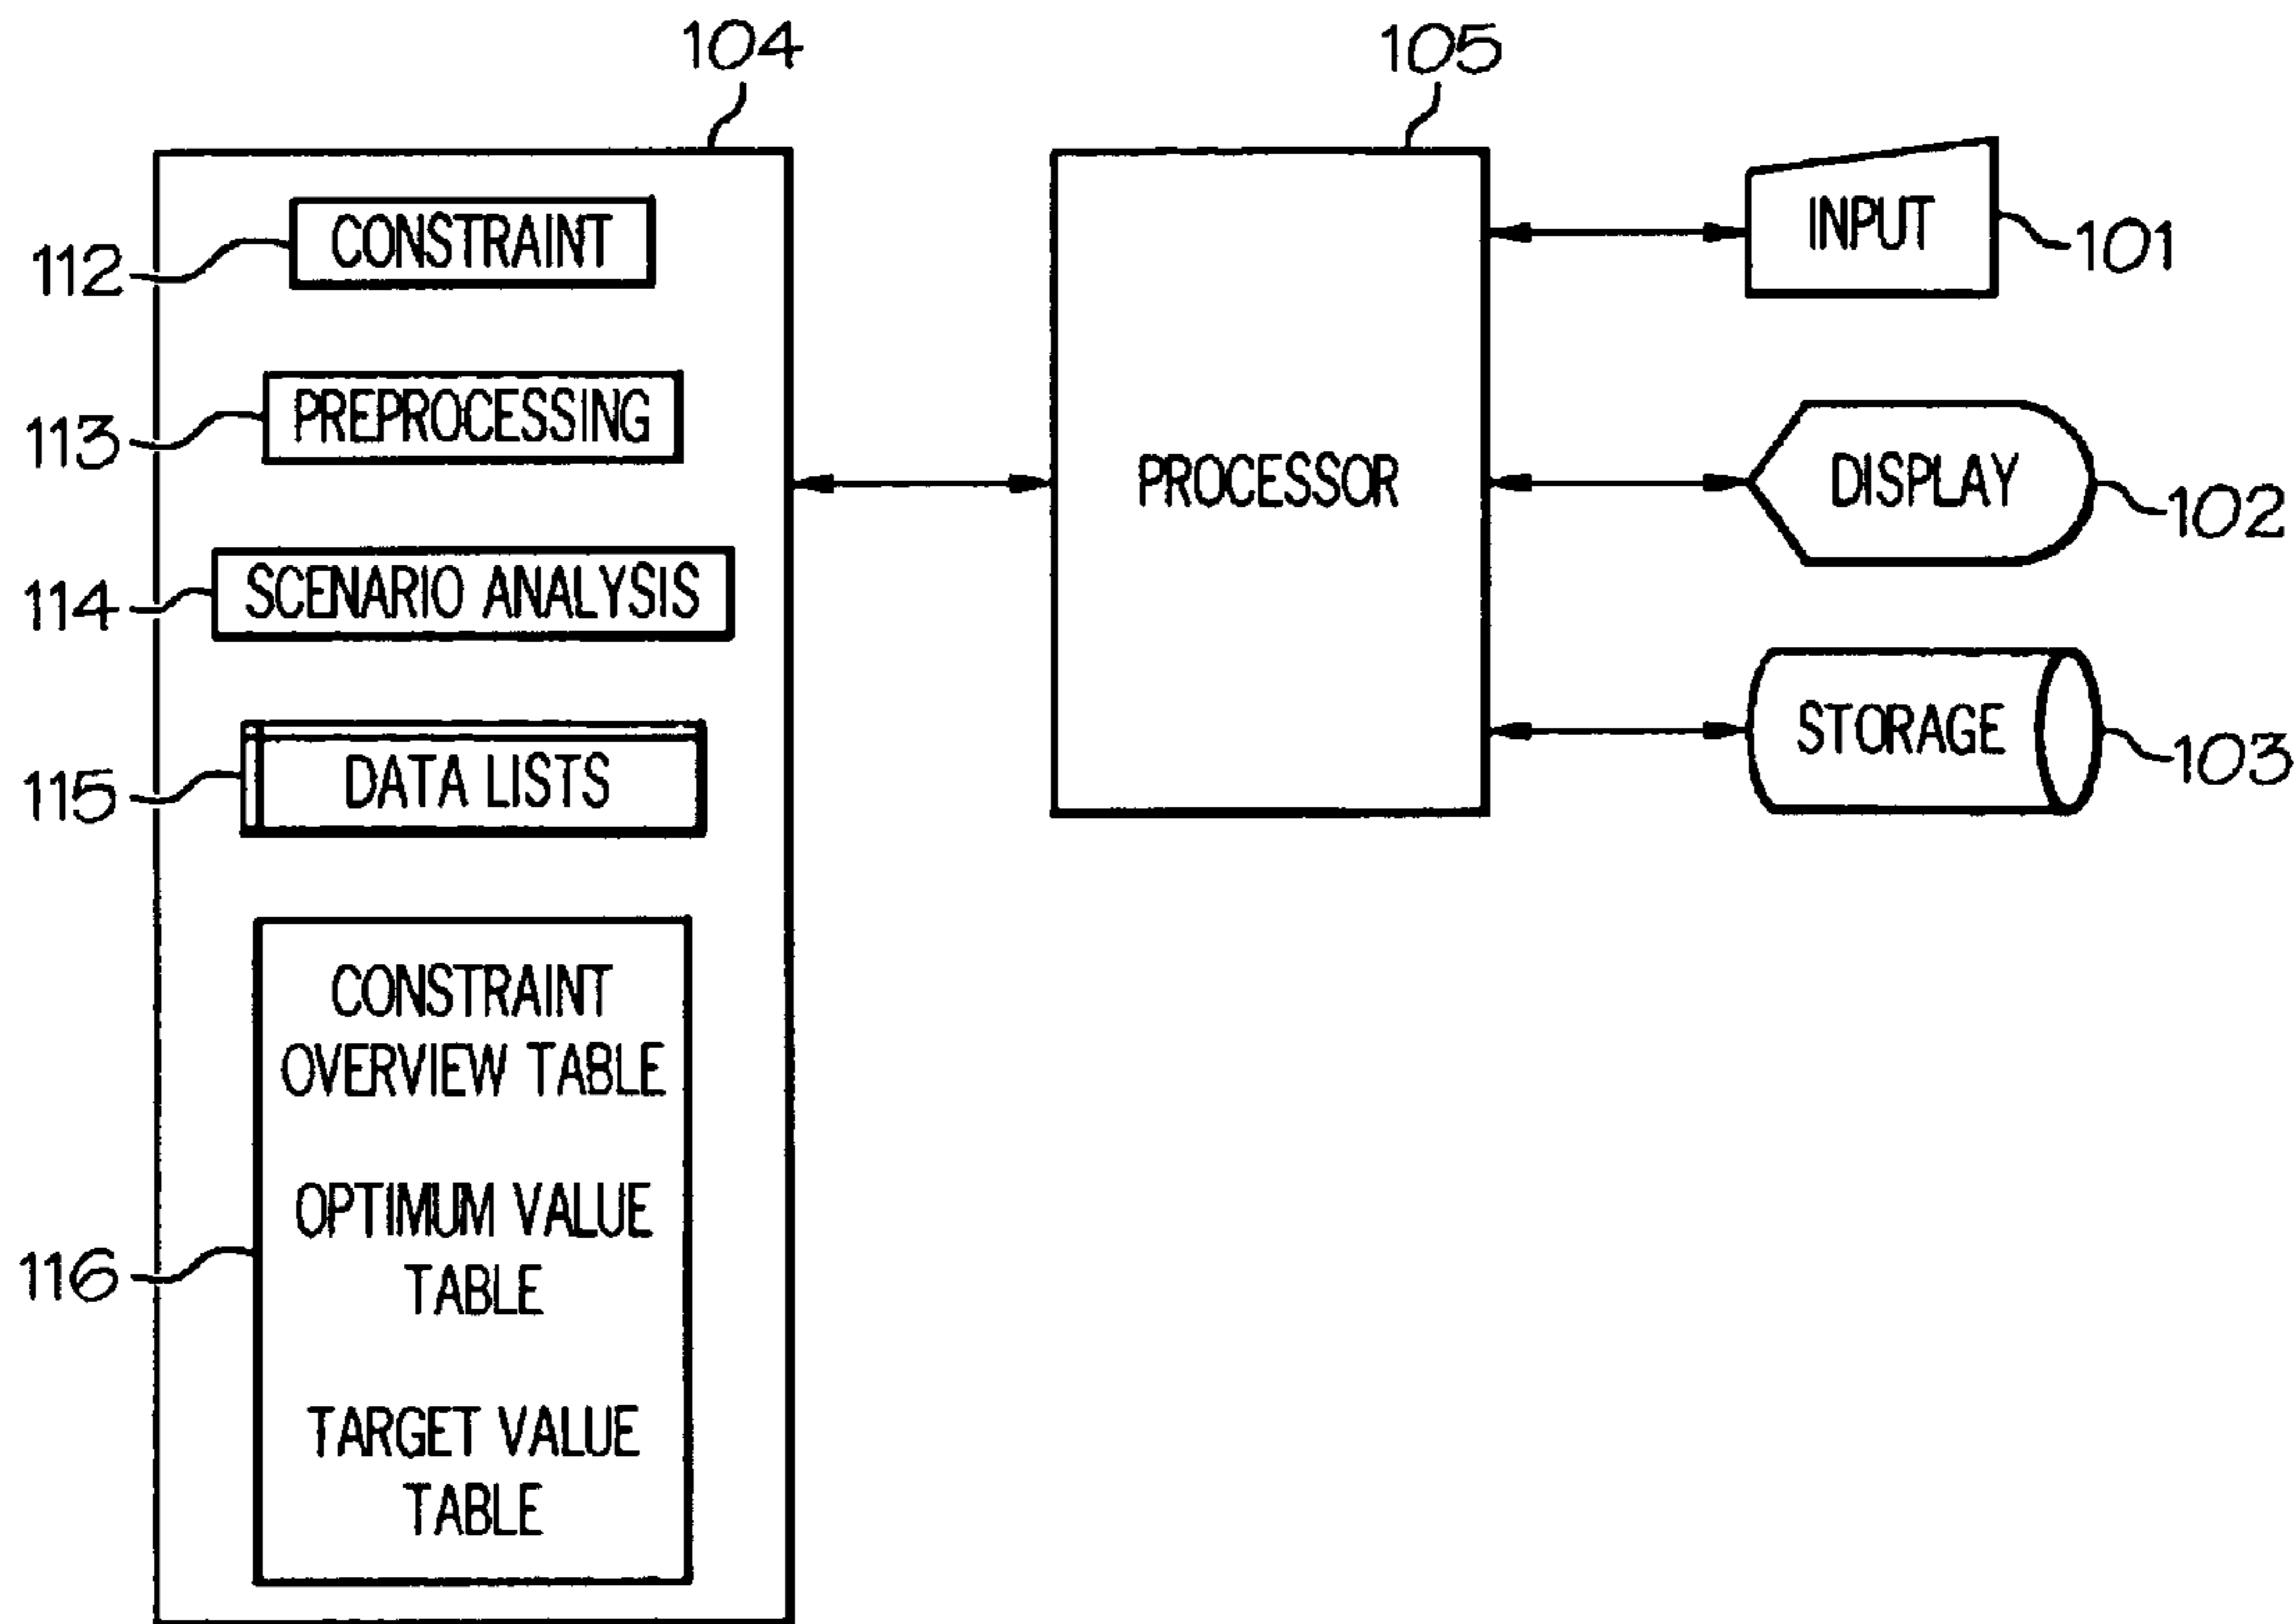 104
105
CONSTRAINT
112
PREPROCESSING
113
SCENARIO ANALYSIS
114
DATA LISTS
115
CONSTRAINT
OVERVIEW TABLE
OPTIMUM VALUE
TABLE
TARGET VALUE
TABLE
116
PROCESSOR
INPUT
101
DISPLAY
102
STORAGE
103